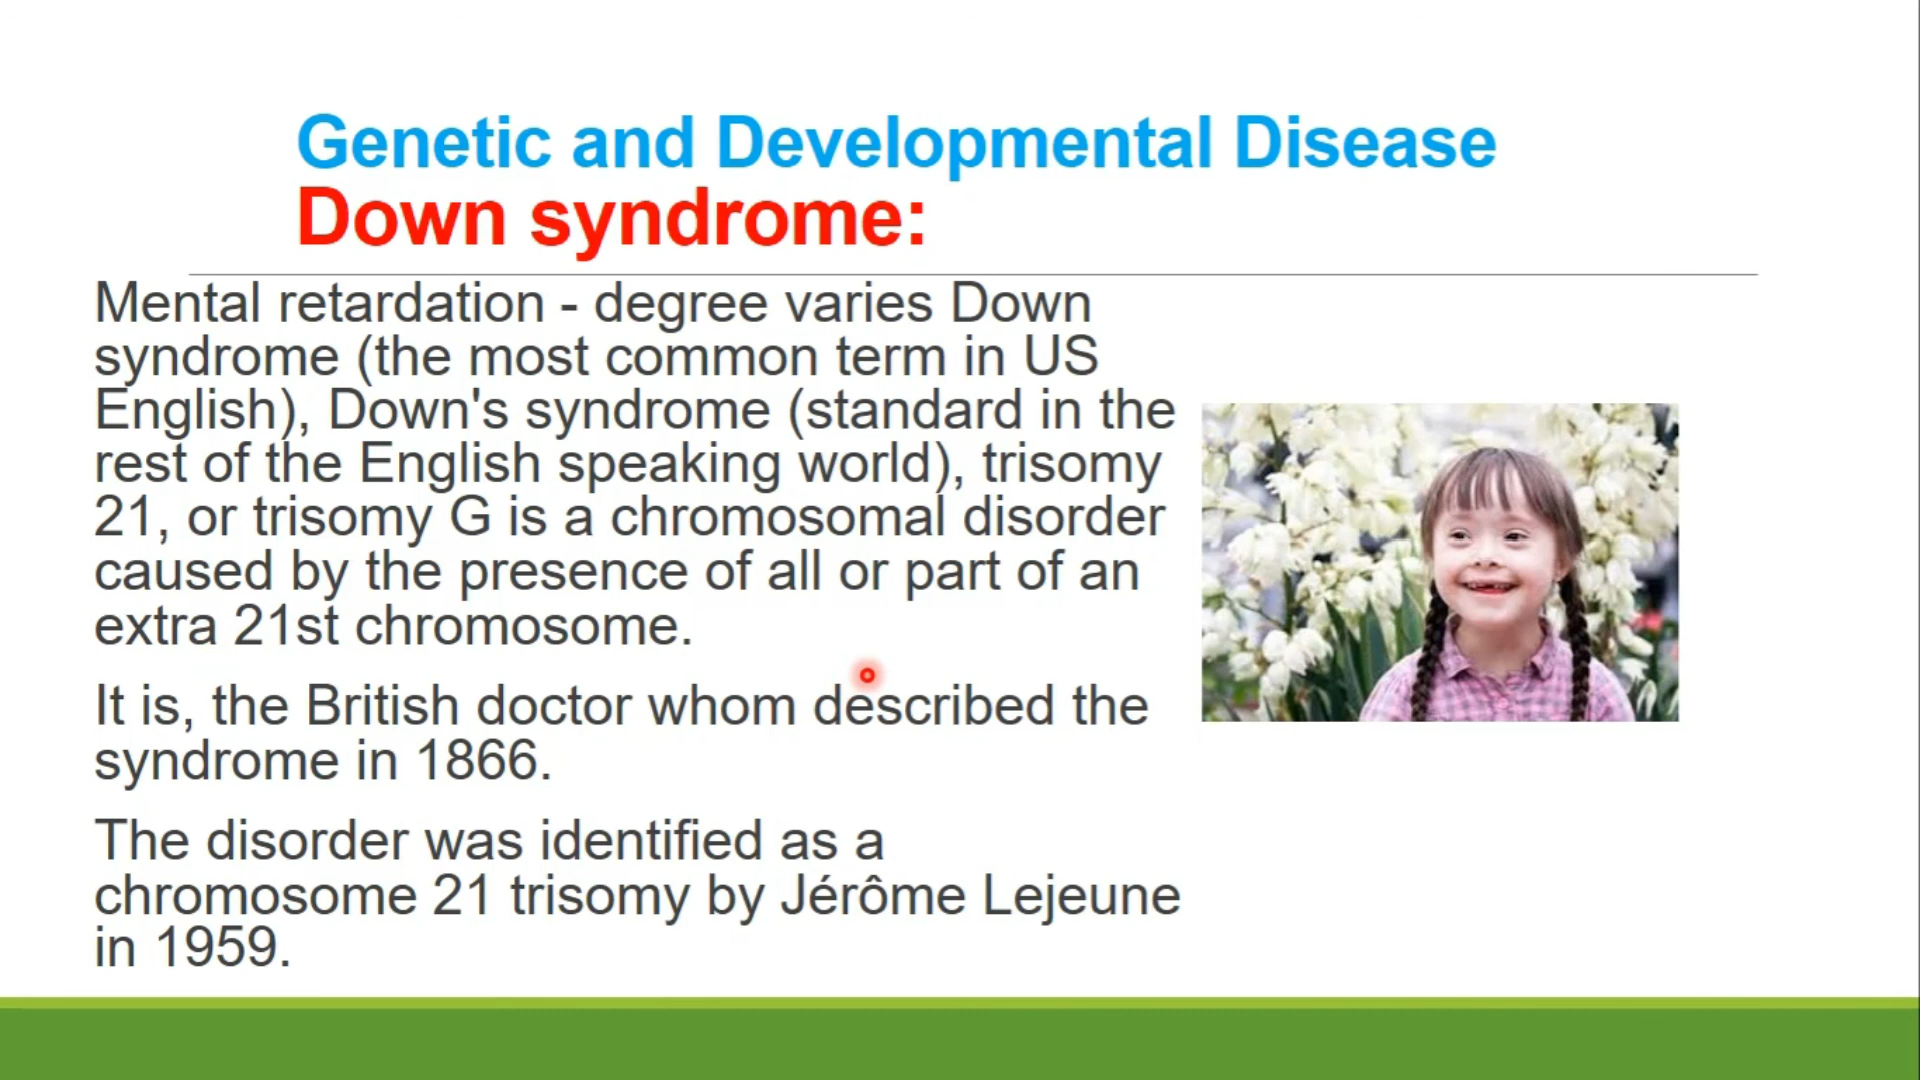 Genetic and Developmental Disease
Down syndrome:
Mental retardation - degree varies Down
syndrome (the most common term in US
English), Down's syndrome (standard in the
rest of the English speaking world), trisomy
21, or trisomy G is a chromosomal disorder
caused by the presence of all or part of an
extra 21st chromosome.
It is, the British doctor whom described the
syndrome in 1866.
The disorder was identified as a
chromosome 21 trisomy by Jérôme Lejeune
in 1959.